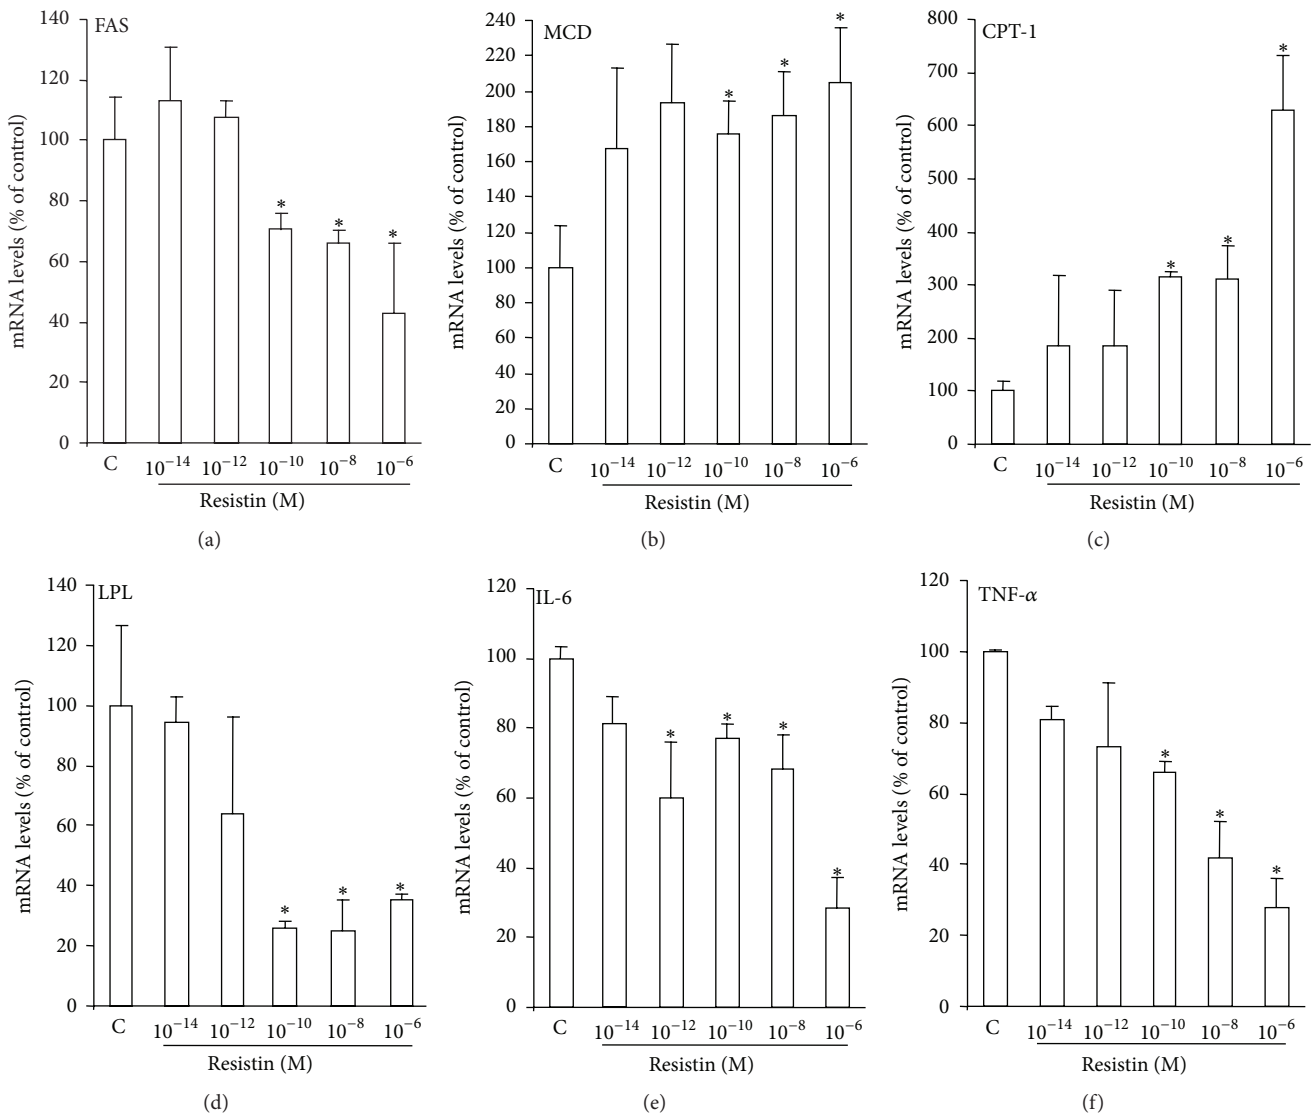 FAS
mRNA levels (% of control)
140
120
100
80
60
40
20
0
* * *
C 10⁻¹⁴ 10⁻¹² 10⁻¹⁰ 10⁻⁸ 10⁻⁶
Resistin (M)
(a)
MCD
mRNA levels (% of control)
240
220
200
180
160
140
120
100
80
60
40
20
0
* * *
C 10⁻¹⁴ 10⁻¹² 10⁻¹⁰ 10⁻⁸ 10⁻⁶
Resistin (M)
(b)
CPT-1
mRNA levels (% of control)
800
700
600
500
400
300
200
100
0
* * *
C 10⁻¹⁴ 10⁻¹² 10⁻¹⁰ 10⁻⁸ 10⁻⁶
Resistin (M)
(c)
LPL
mRNA levels (% of control)
140
120
100
80
60
40
20
0
* * *
C 10⁻¹⁴ 10⁻¹² 10⁻¹⁰ 10⁻⁸ 10⁻⁶
Resistin (M)
(d)
IL-6
mRNA levels (% of control)
120
100
80
60
40
20
0
* * * *
C 10⁻¹⁴ 10⁻¹² 10⁻¹⁰ 10⁻⁸ 10⁻⁶
Resistin (M)
(e)
TNF-α
mRNA levels (% of control)
120
100
80
60
40
20
0
* * *
C 10⁻¹⁴ 10⁻¹² 10⁻¹⁰ 10⁻⁸ 10⁻⁶
Resistin (M)
(f)